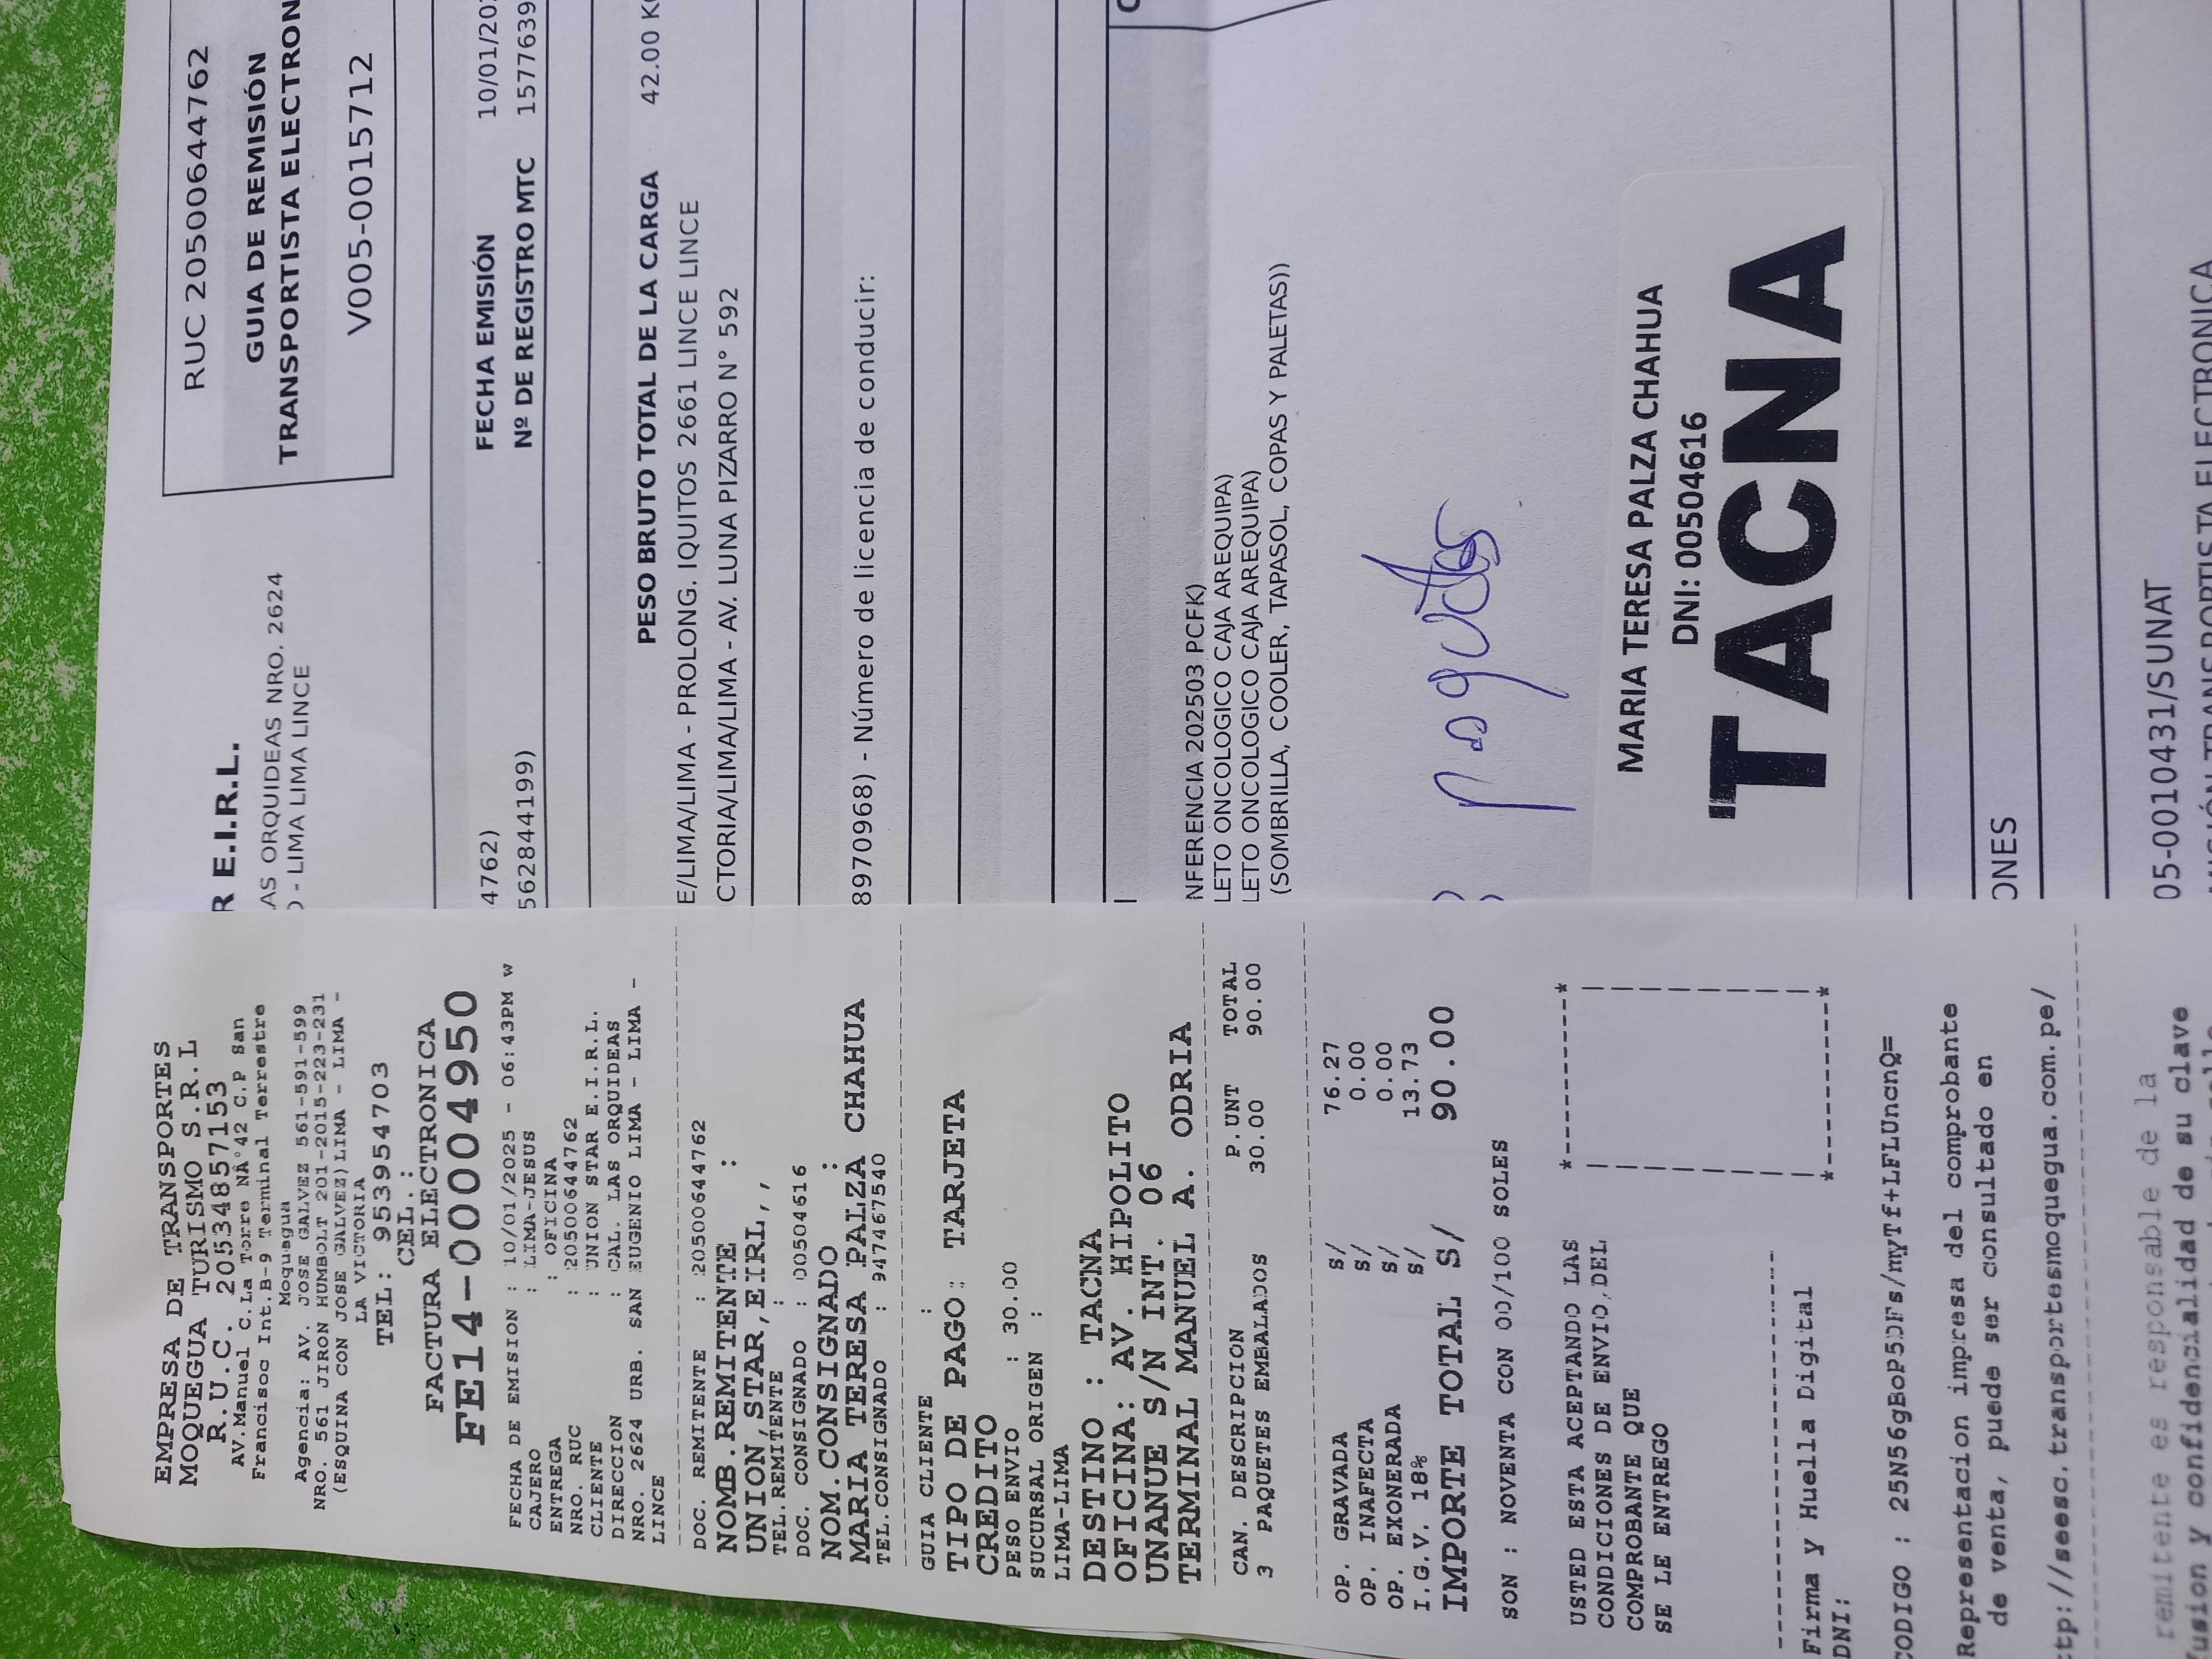 EMPRESA DE TRANSPORTES
MOQUEGUA TURISMO S.R.L
R.U.C. 20534857153
AV.Manuel C.La Torre NÂ°42 C.P San
Francisco Int.B-9 Terminal Terrestre
Moquegua
Agencia: AV. JOSE GALVEZ 561-591-599
NRO. 561 JIRON HUMBOLT 201-2015-223-231
(ESQUINA CON JOSE GALVEZ)LIMA - LIMA -
LA VICTORIA
TEL: 953954703
CEL.:
FACTURA ELECTRONICA
FE14-00004950
FECHA DE EMISION : 10/01/2025 - 06:43PM w
CAJERO : LIMA-JESUS
ENTREGA : OFICINA
NRO. RUC : 20500644762
CLIENTE : UNION STAR E.I.R.L.
DIRECCION : CAL. LAS ORQUIDEAS
NRO. 2624 URB. SAN EUGENIO LIMA - LIMA -
LINCE
DOC. REMITENTE : 20500644762
NOMB.REMITENTE :
UNION,STAR,EIRL,,
TEL.REMITENTE :
DOC. CONSIGNADO : 00504616
NOM.CONSIGNADO :
MARIA TERESA PALZA CHAHUA
TEL.CONSIGNADO : 947467540
GUIA CLIENTE :
TIPO DE PAGO : TARJETA
CREDITO
PESO ENVIO : 30.00
SUCURSAL ORIGEN :
LIMA-LIMA
DESTINO : TACNA
OFICINA: AV. HIPOLITO
UNANUE S/N INT. 06
TERMINAL MANUEL A. ODRIA
CAN. DESCRIPCION P.UNT TOTAL
3 PAQUETES EMBALADOS 30.00 90.00
OP. GRAVADA S/ 76.27
OP. INAFECTA S/ 0.00
OP. EXONERADA S/ 0.00
I.G.V. 18% S/ 13.73
IMPORTE TOTAL S/ 90.00
SON : NOVENTA CON 00/100 SOLES
USTED ESTA ACEPTANDO LAS
CONDICIONES DE ENVIO,DEL
COMPROBANTE QUE
SE LE ENTREGO
Firma y Huella Digital
DNI:
CODIGO : 25N56gBoP5DFs/myTf+LFLUncnQ=
Representacion impresa del comprobante
de venta, puede ser consultado en
ctp://seesc.transportesmoquegua.com.pe/
remitente es responsable de la
fusion y confidencialidad de su clave
R E.I.R.L.
AS ORQUIDEAS NRO. 2624
O - LIMA LIMA LINCE
RUC 20500644762
GUIA DE REMISIÓN
TRANSPORTISTA ELECTRON
V005-00015712
FECHA EMISIÓN 10/01/20
4762) Nº DE REGISTRO MTC 1577639
562844199)
PESO BRUTO TOTAL DE LA CARGA 42.00 K
E/LIMA/LIMA - PROLONG. IQUITOS 2661 LINCE LINCE
CTORIA/LIMA/LIMA - AV. LUNA PIZARRO N° 592
8970968) - Número de licencia de conducir:
NFERENCIA 202503 PCFK)
LETO ONCOLOGICO CAJA AREQUIPA)
LETO ONCOLOGICO CAJA AREQUIPA)
(SOMBRILLA, COOLER, TAPASOL, COPAS Y PALETAS))
MARIA TERESA PALZA CHAHUA
DNI: 00504616
TACNA
ONES
05-0010431/SUNAT
MISIÓN TRANSPORTISTA ELECTRONICA